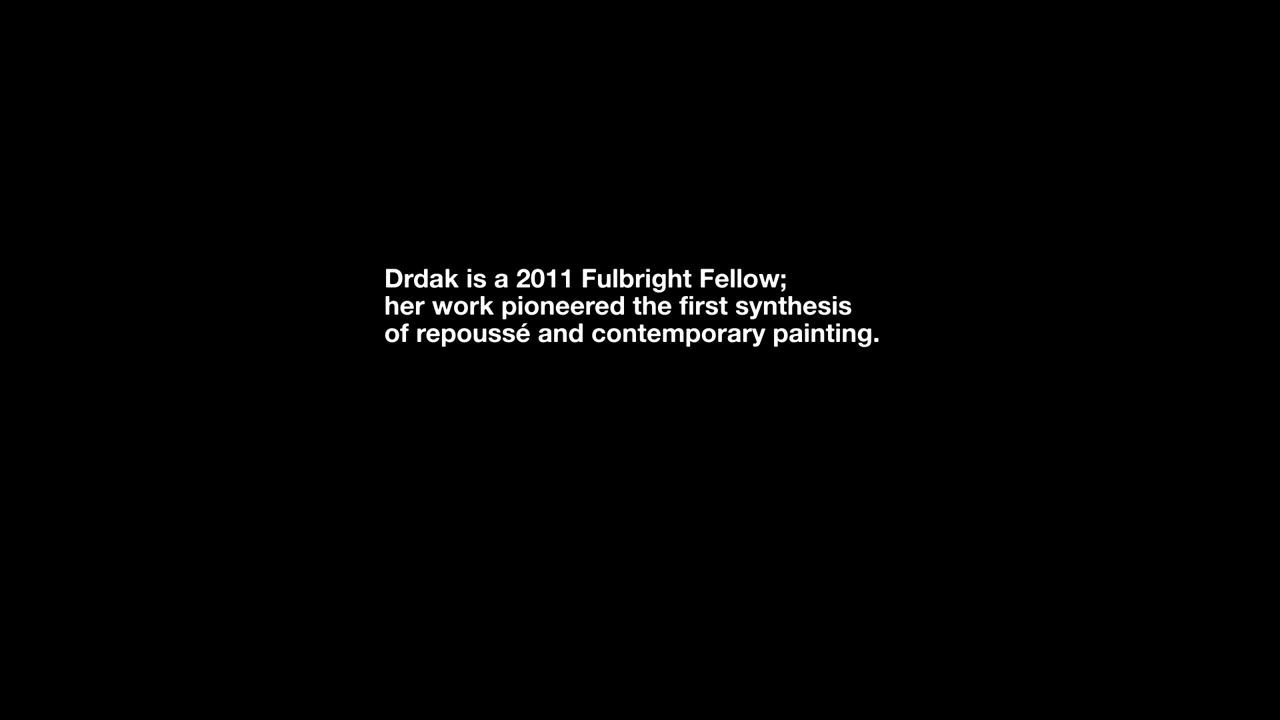 Drdak is a 2011 Fulbright Fellow;
her work pioneered the first synthesis
of repoussé and contemporary painting.